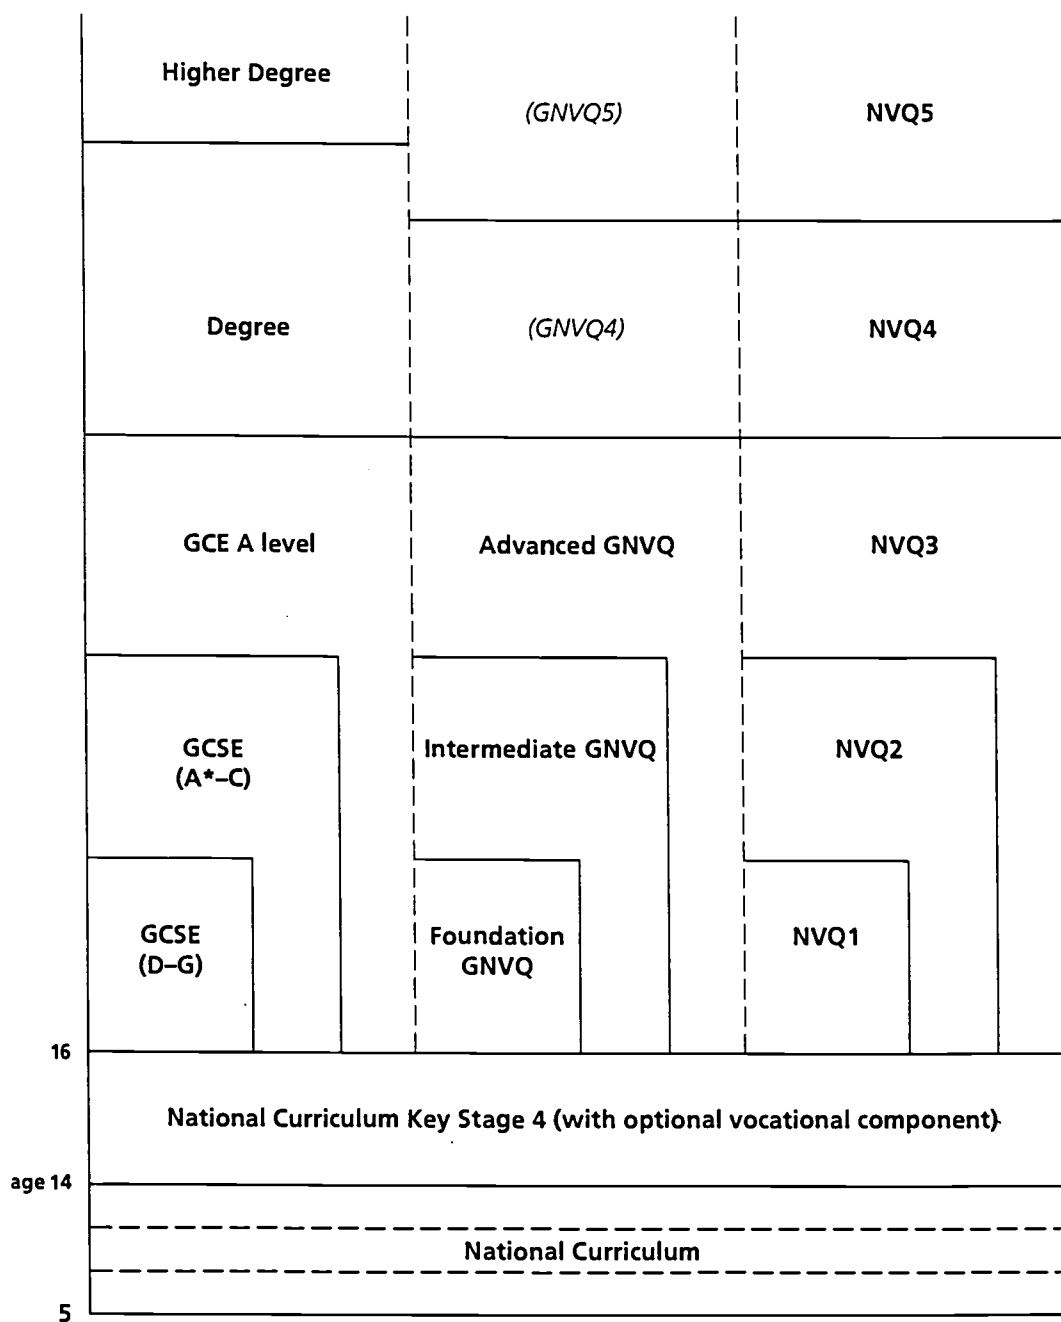 Higher Degree
(GNVQ5)
NVQ5
Degree
(GNVQ4)
NVQ4
GCE A level
Advanced GNVQ
NVQ3
GCSE
(A*–C)
Intermediate GNVQ
NVQ2
GCSE
(D–G)
Foundation
GNVQ
NVQ1
16
National Curriculum Key Stage 4 (with optional vocational component)
age 14
National Curriculum
5